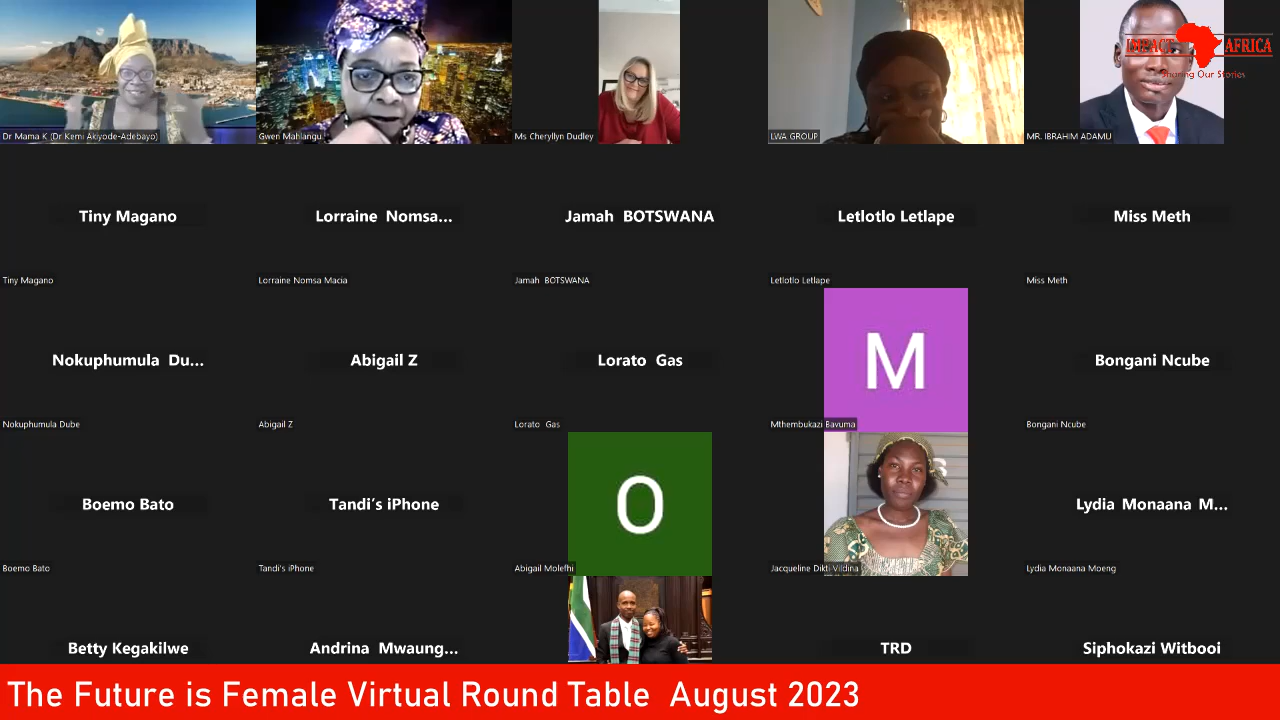 IMPACT AFRICA
Sharing Our Stories
Dr Mama K (Dr Kemi Akiyode-Adebayo)
Gwen Mahlangu
Ms Cheryllyn Dudley
LWA GROUP
MR. IBRAHIM ADAMU
Tiny Magano
Lorraine Nomsa...
Jamah BOTSWANA
Letlotlo Letlape
Miss Meth
Tiny Magano
Lorraine Nomsa Macia
Jamah BOTSWANA
Letlotlo Letlape
Miss Meth
Nokuphumula Du...
Abigail Z
Lorato Gas
M
Bongani Ncube
Nokuphumula Dube
Abigail Z
Lorato Gas
Mthembukazi Bavuma
Bongani Ncube
Boemo Bato
Tandi's iPhone
O
Lydia Monaana M...
Boemo Bato
Tandi's iPhone
Abigail Molefhi
Jacqueline Dikti Vildina
Lydia Monaana Moeng
Betty Kegakilwe
Andrina Mwaung...
TRD
Siphokazi Witbooi
The Future is Female Virtual Round Table August 2023